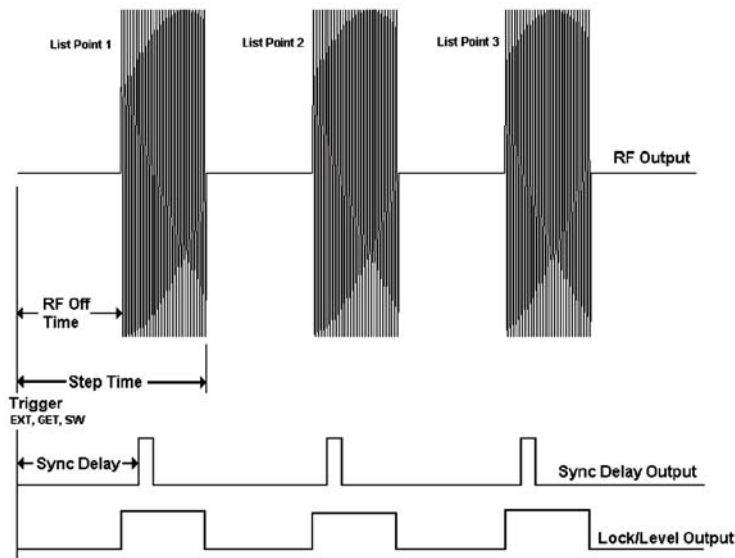 List Point 1
List Point 2
List Point 3
RF Output
RF Off
Time
Step Time
Trigger
EXT, GET, SW
Sync Delay
Sync Delay Output
Lock/Level Output